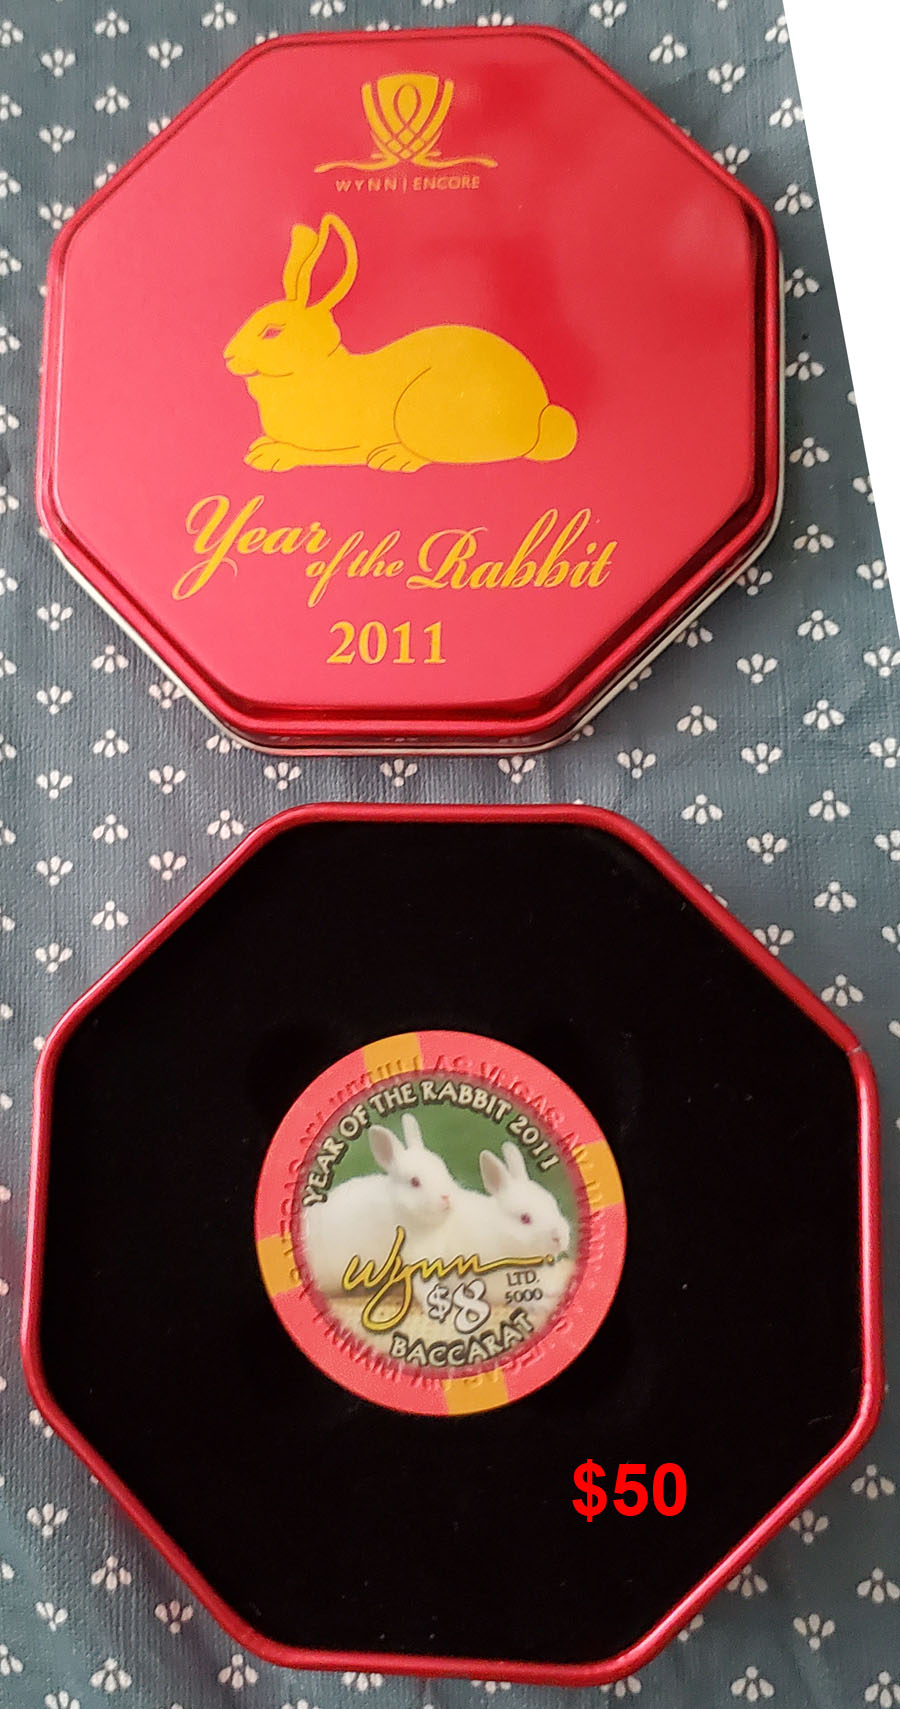 WYNN | ENCORE
Year of the Rabbit
2011
YEAR OF THE RABBIT 2011
Wynn
$8
LTD.
5000
BACCARAT
$50